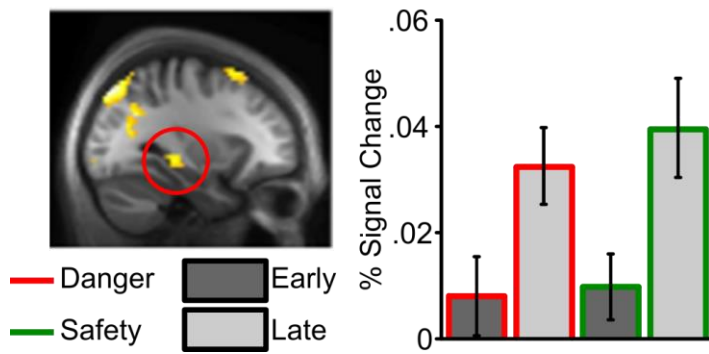 .06
.04
.02
0
% Signal Change
Danger
Early
Safety
Late